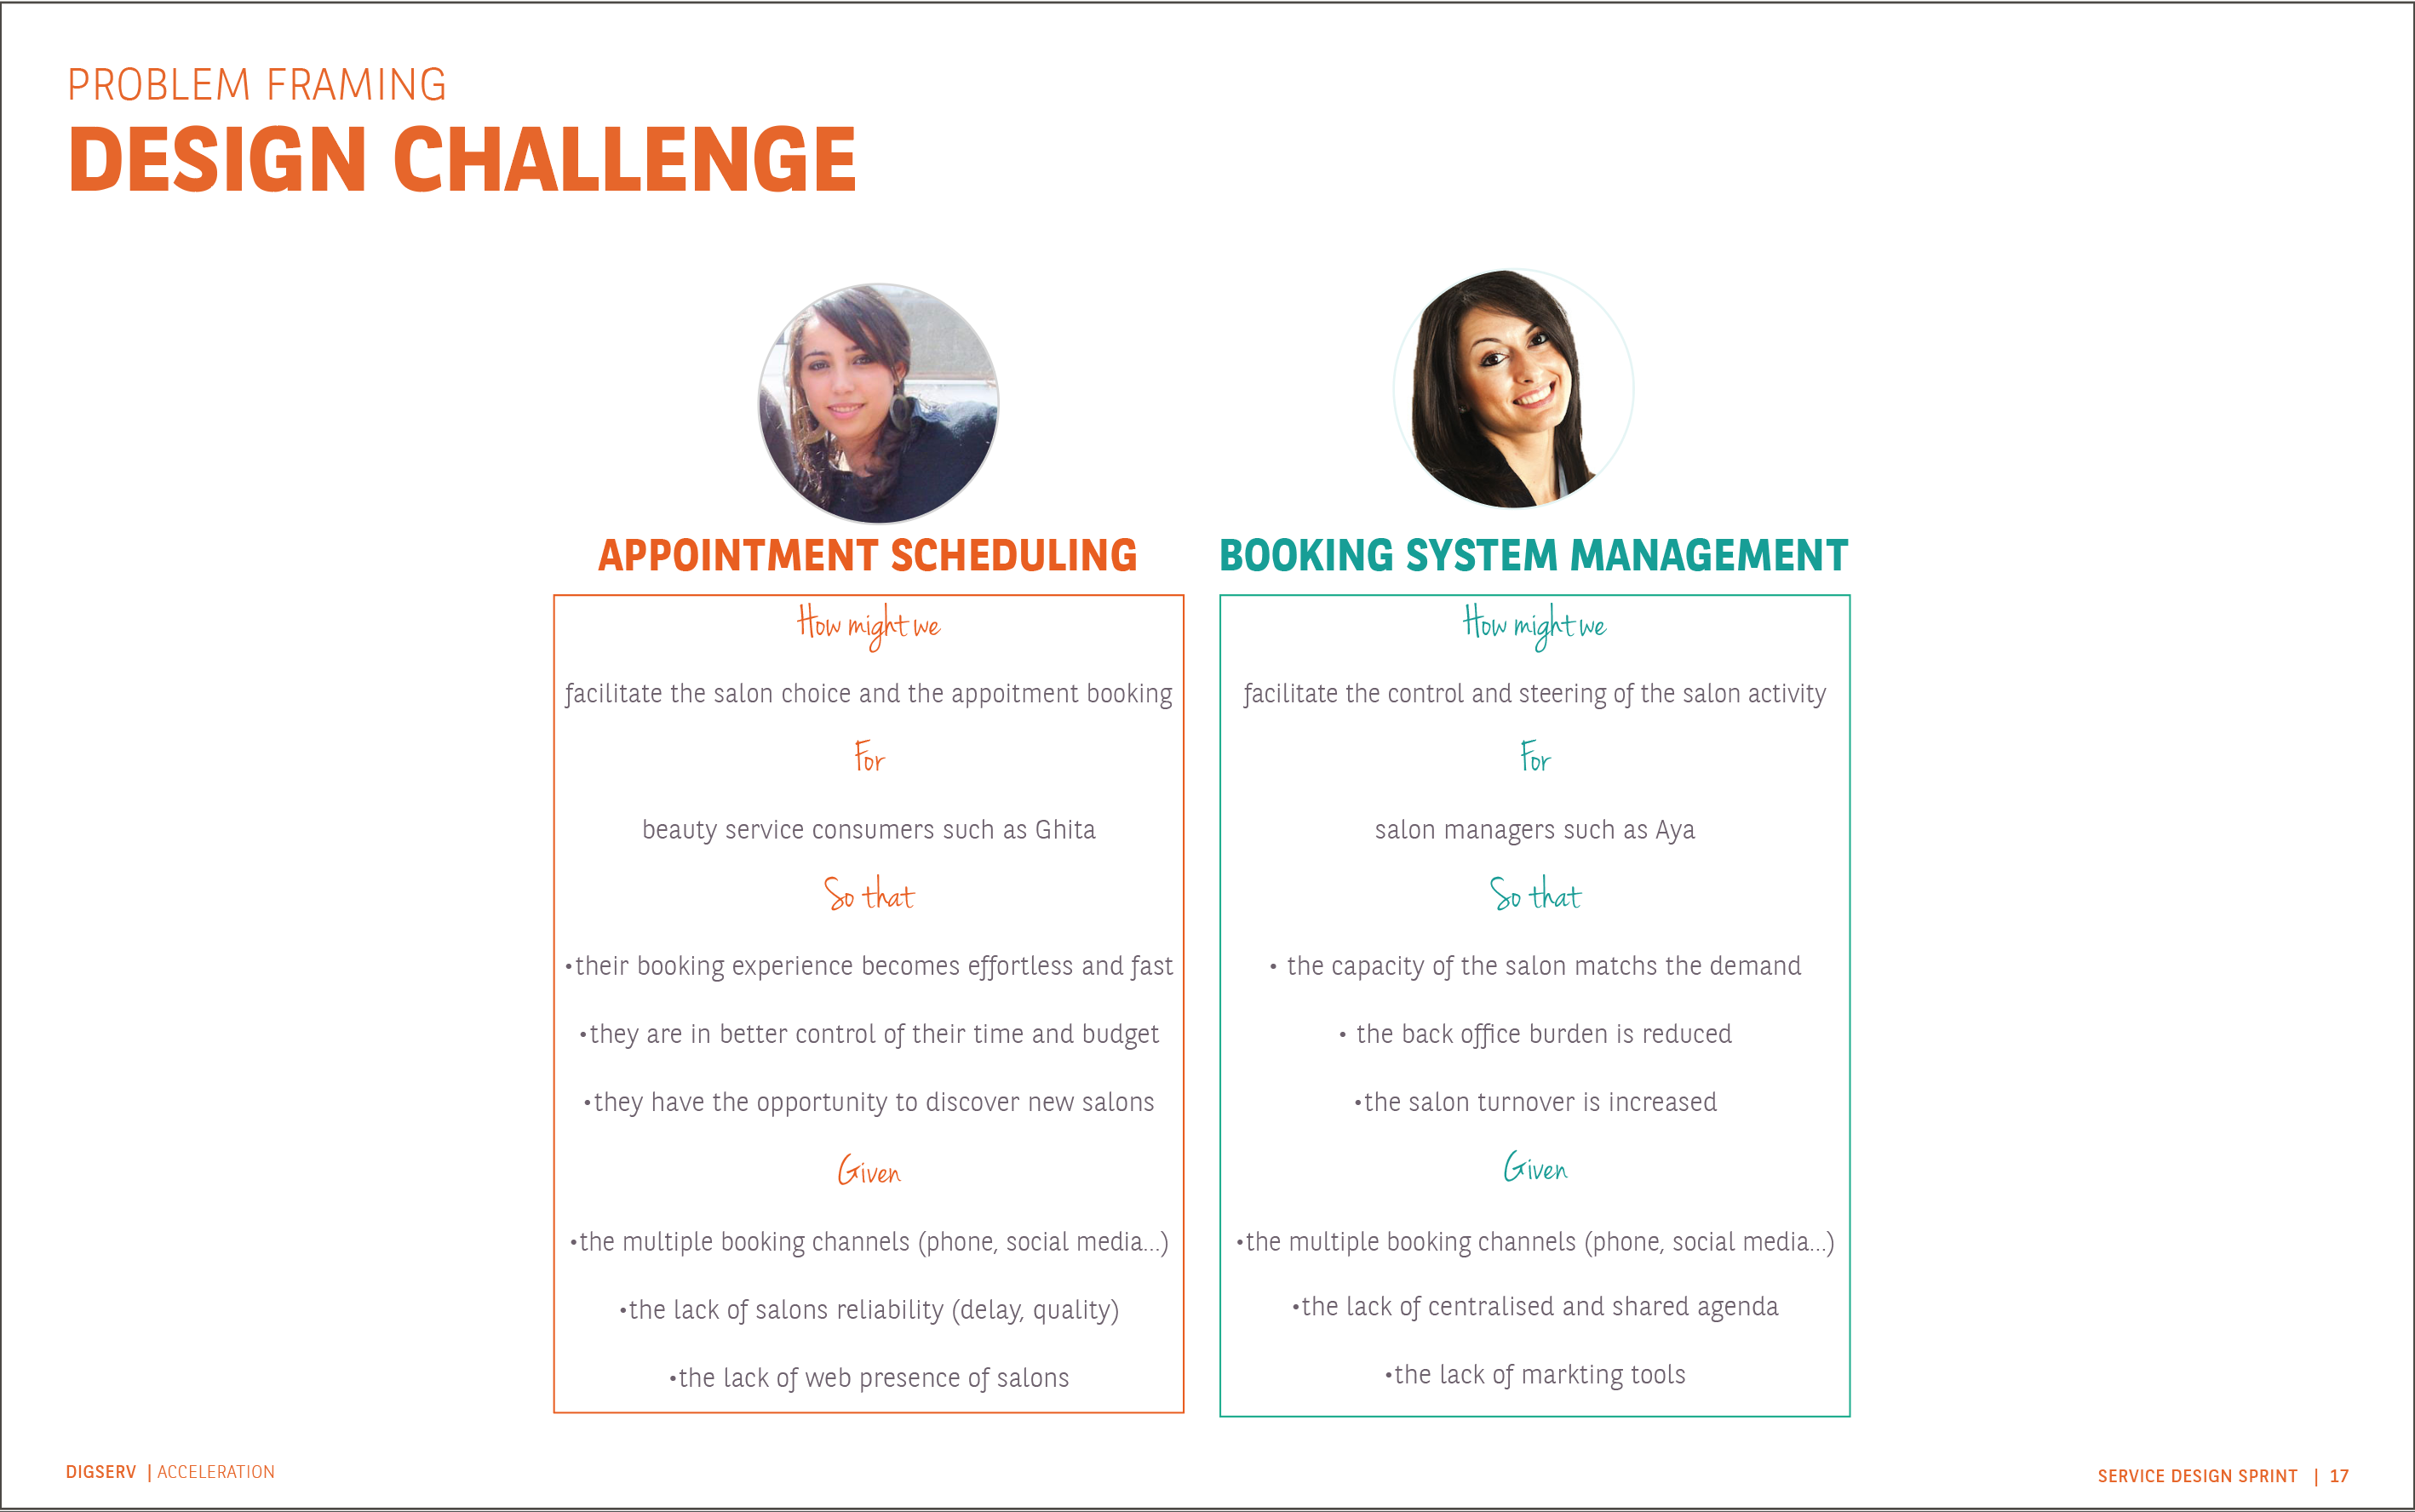 PROBLEM FRAMING
DESIGN CHALLENGE
APPOINTMENT SCHEDULING
How might we
facilitate the salon choice and the appoitment booking
For
beauty service consumers such as Ghita
So that
•their booking experience becomes effortless and fast
•they are in better control of their time and budget
•they have the opportunity to discover new salons
Given
•the multiple booking channels (phone, social media...)
•the lack of salons reliability (delay, quality)
•the lack of web presence of salons
BOOKING SYSTEM MANAGEMENT
How might we
facilitate the control and steering of the salon activity
For
salon managers such as Aya
So that
• the capacity of the salon matchs the demand
• the back office burden is reduced
•the salon turnover is increased
Given
•the multiple booking channels (phone, social media...)
•the lack of centralised and shared agenda
•the lack of markting tools
DIGSERV | ACCELERATION
SERVICE DESIGN SPRINT | 17